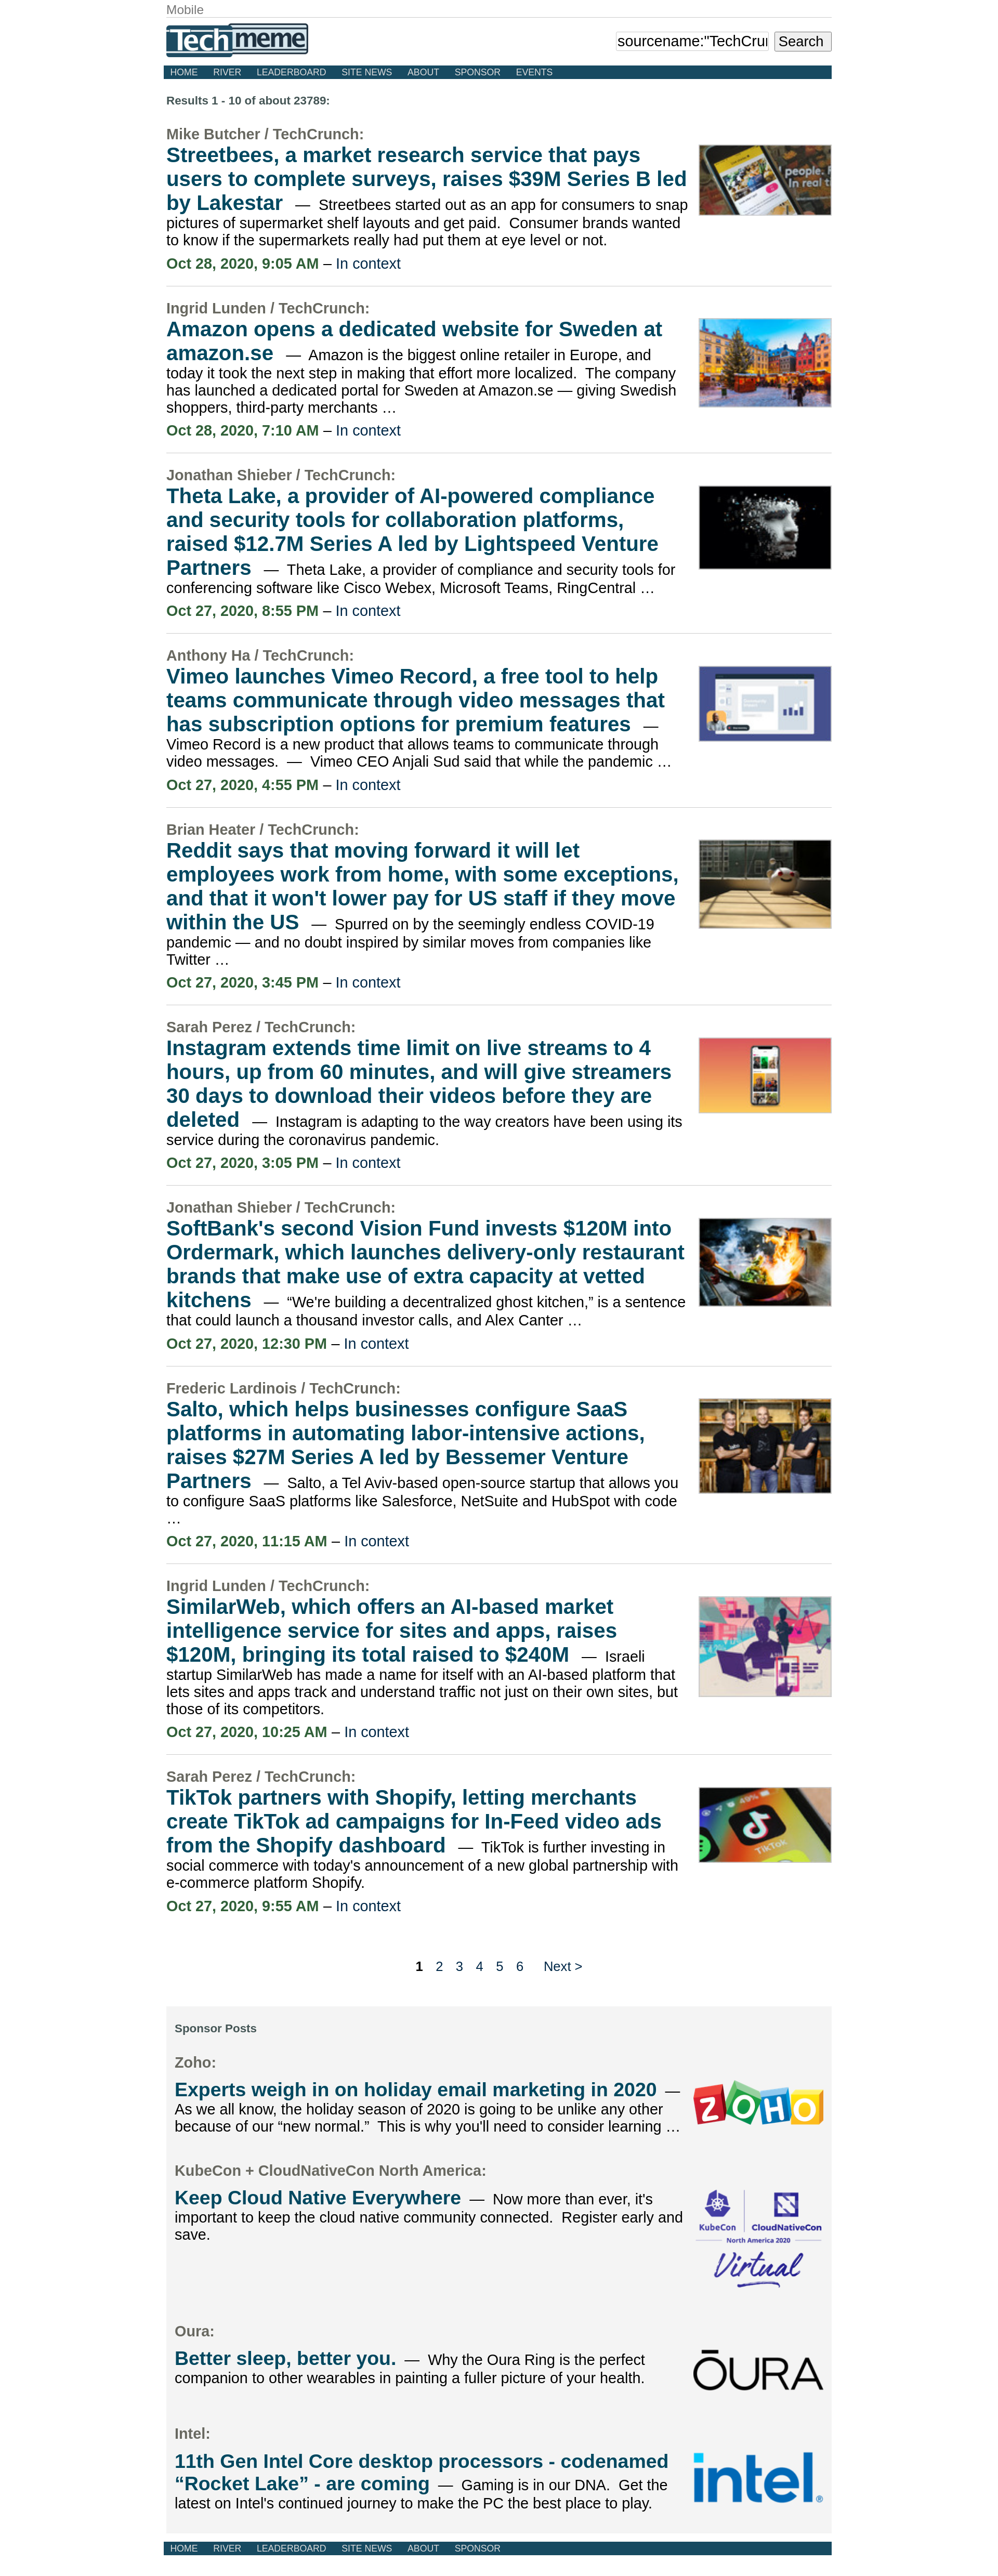 Mobile
Techmeme
sourcename:"TechCru
Search
HOME RIVER LEADERBOARD SITE NEWS ABOUT SPONSOR EVENTS
Results 1 - 10 of about 23789:
Mike Butcher / TechCrunch:
Streetbees, a market research service that pays
users to complete surveys, raises $39M Series B led
by Lakestar — Streetbees started out as an app for consumers to snap
pictures of supermarket shelf layouts and get paid. Consumer brands wanted
to know if the supermarkets really had put them at eye level or not.
Oct 28, 2020, 9:05 AM – In context
Ingrid Lunden / TechCrunch:
Amazon opens a dedicated website for Sweden at
amazon.se — Amazon is the biggest online retailer in Europe, and
today it took the next step in making that effort more localized. The company
has launched a dedicated portal for Sweden at Amazon.se — giving Swedish
shoppers, third-party merchants …
Oct 28, 2020, 7:10 AM – In context
Jonathan Shieber / TechCrunch:
Theta Lake, a provider of AI-powered compliance
and security tools for collaboration platforms,
raised $12.7M Series A led by Lightspeed Venture
Partners — Theta Lake, a provider of compliance and security tools for
conferencing software like Cisco Webex, Microsoft Teams, RingCentral …
Oct 27, 2020, 8:55 PM – In context
Anthony Ha / TechCrunch:
Vimeo launches Vimeo Record, a free tool to help
teams communicate through video messages that
has subscription options for premium features —
Vimeo Record is a new product that allows teams to communicate through
video messages. — Vimeo CEO Anjali Sud said that while the pandemic …
Oct 27, 2020, 4:55 PM – In context
Brian Heater / TechCrunch:
Reddit says that moving forward it will let
employees work from home, with some exceptions,
and that it won't lower pay for US staff if they move
within the US — Spurred on by the seemingly endless COVID-19
pandemic — and no doubt inspired by similar moves from companies like
Twitter …
Oct 27, 2020, 3:45 PM – In context
Sarah Perez / TechCrunch:
Instagram extends time limit on live streams to 4
hours, up from 60 minutes, and will give streamers
30 days to download their videos before they are
deleted — Instagram is adapting to the way creators have been using its
service during the coronavirus pandemic.
Oct 27, 2020, 3:05 PM – In context
Jonathan Shieber / TechCrunch:
SoftBank's second Vision Fund invests $120M into
Ordermark, which launches delivery-only restaurant
brands that make use of extra capacity at vetted
kitchens — “We're building a decentralized ghost kitchen,” is a sentence
that could launch a thousand investor calls, and Alex Canter …
Oct 27, 2020, 12:30 PM – In context
Frederic Lardinois / TechCrunch:
Salto, which helps businesses configure SaaS
platforms in automating labor-intensive actions,
raises $27M Series A led by Bessemer Venture
Partners — Salto, a Tel Aviv-based open-source startup that allows you
to configure SaaS platforms like Salesforce, NetSuite and HubSpot with code
…
Oct 27, 2020, 11:15 AM – In context
Ingrid Lunden / TechCrunch:
SimilarWeb, which offers an AI-based market
intelligence service for sites and apps, raises
$120M, bringing its total raised to $240M — Israeli
startup SimilarWeb has made a name for itself with an AI-based platform that
lets sites and apps track and understand traffic not just on their own sites, but
those of its competitors.
Oct 27, 2020, 10:25 AM – In context
Sarah Perez / TechCrunch:
TikTok partners with Shopify, letting merchants
create TikTok ad campaigns for In-Feed video ads
from the Shopify dashboard — TikTok is further investing in
social commerce with today's announcement of a new global partnership with
e-commerce platform Shopify.
TikTok
Oct 27, 2020, 9:55 AM – In context
1 2 3 4 5 6 Next >
Sponsor Posts
Zoho:
Experts weigh in on holiday email marketing in 2020 —
As we all know, the holiday season of 2020 is going to be unlike any other
because of our “new normal.” This is why you'll need to consider learning …
ZOHO
KubeCon + CloudNativeCon North America:
Keep Cloud Native Everywhere — Now more than ever, it's
important to keep the cloud native community connected. Register early and
save.
KubeCon CloudNativeCon
North America 2020
Virtual
Oura:
Better sleep, better you. — Why the Oura Ring is the perfect
companion to other wearables in painting a fuller picture of your health.
ŌURA
Intel:
11th Gen Intel Core desktop processors - codenamed
“Rocket Lake” - are coming — Gaming is in our DNA. Get the
latest on Intel's continued journey to make the PC the best place to play.
intel®
HOME RIVER LEADERBOARD SITE NEWS ABOUT SPONSOR